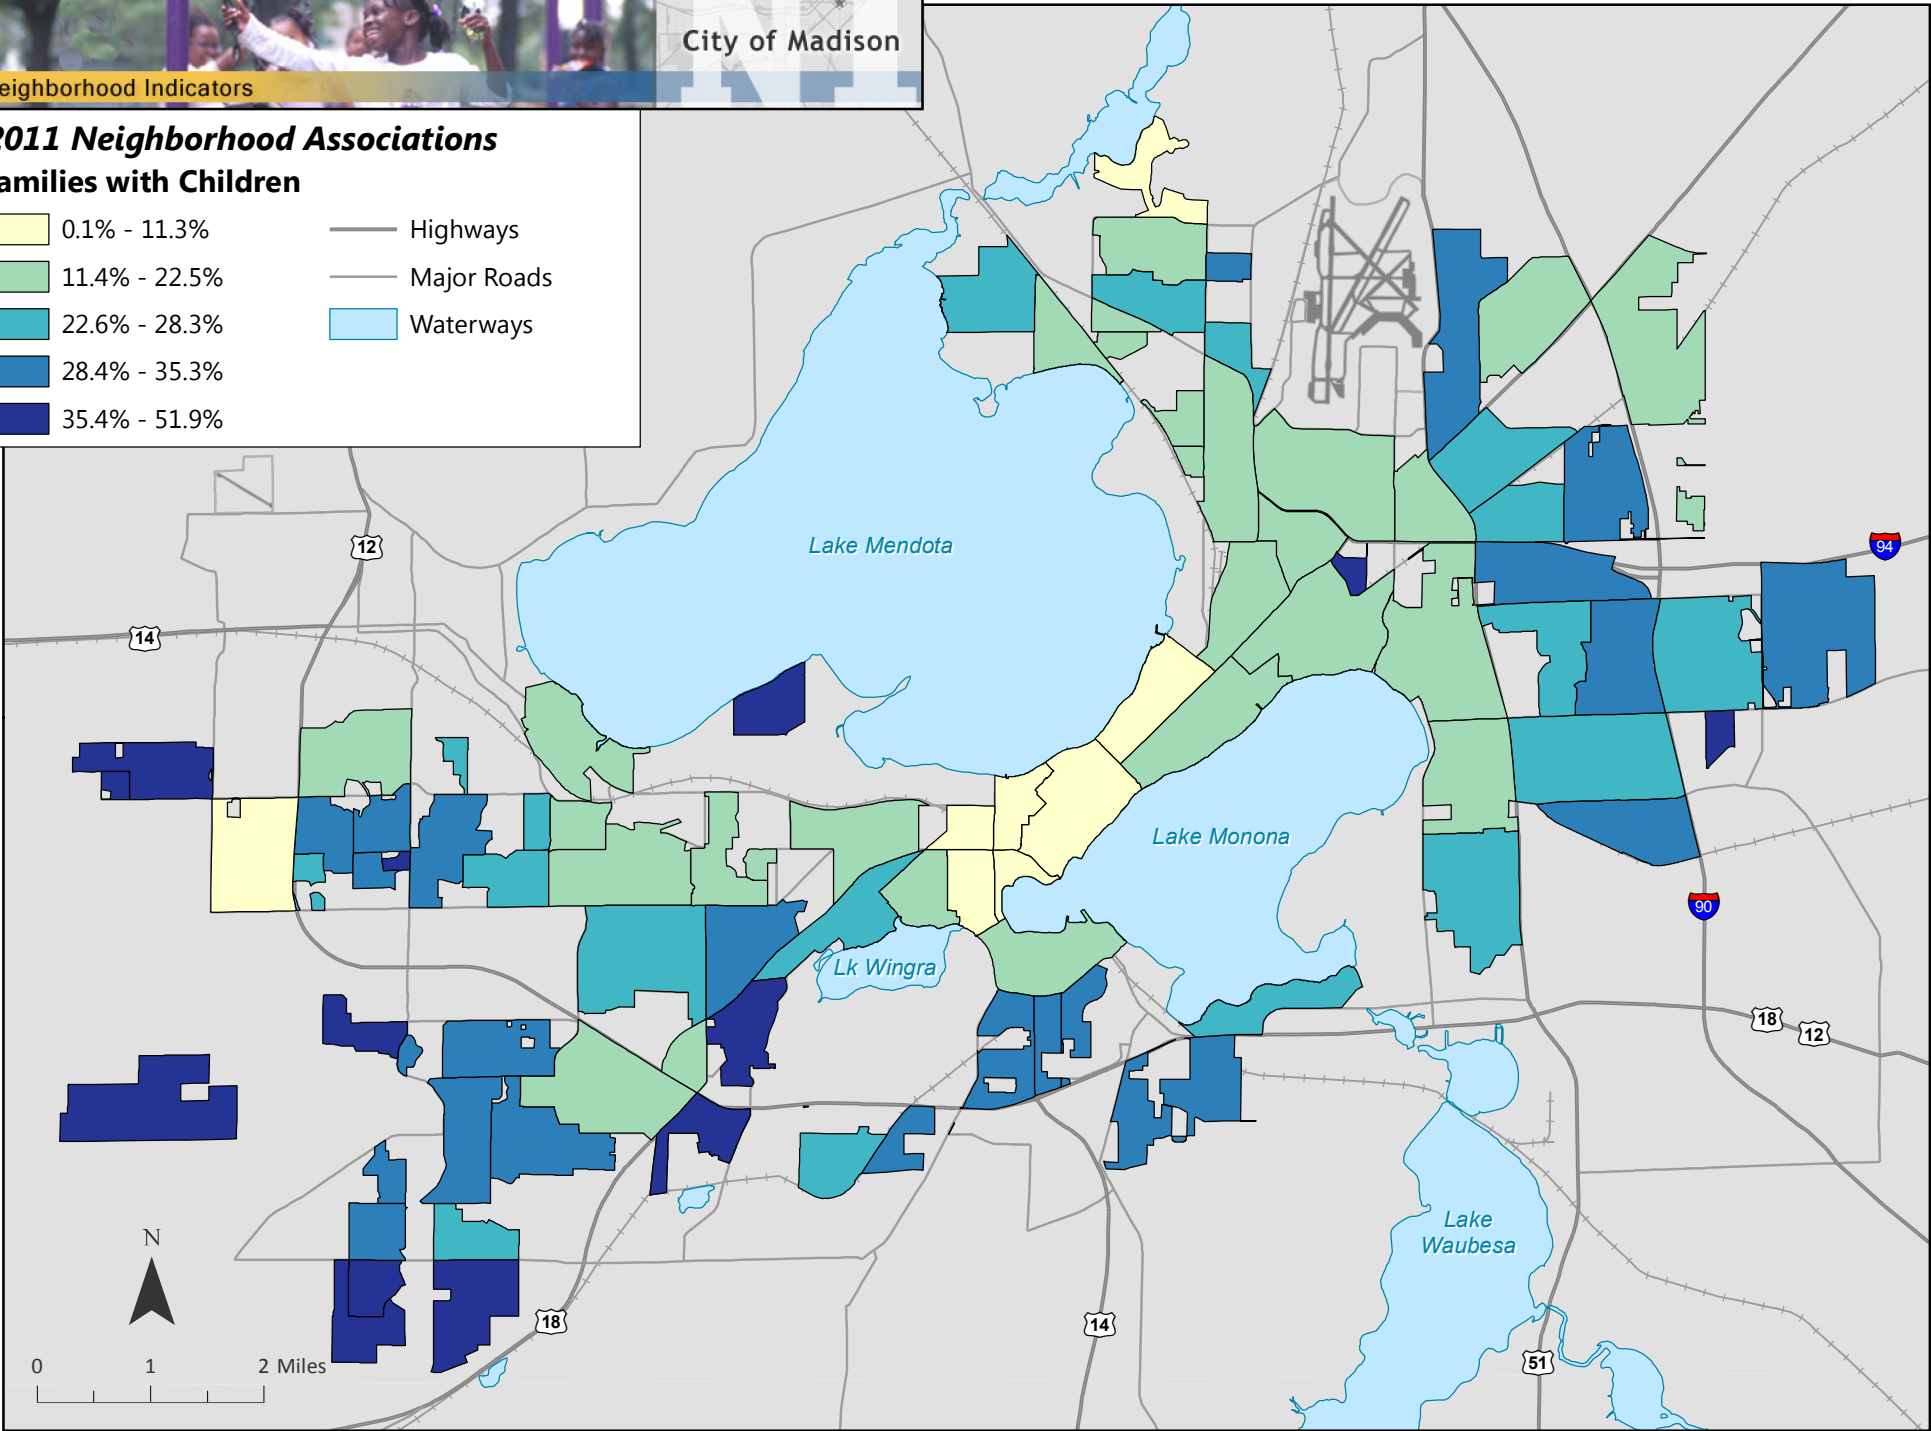 City of Madison
eighborhood Indicators
2011 Neighborhood Associations
amilies with Children
0.1% - 11.3%
Highways
11.4% - 22.5%
Major Roads
22.6% - 28.3%
Waterways
28.4% - 35.3%
35.4% - 51.9%
12
Lake Mendota
94
14
Lake Monona
90
Lk Wingra
18
12
Lake
Waubesa
N
18
14
51
0 1 2 Miles